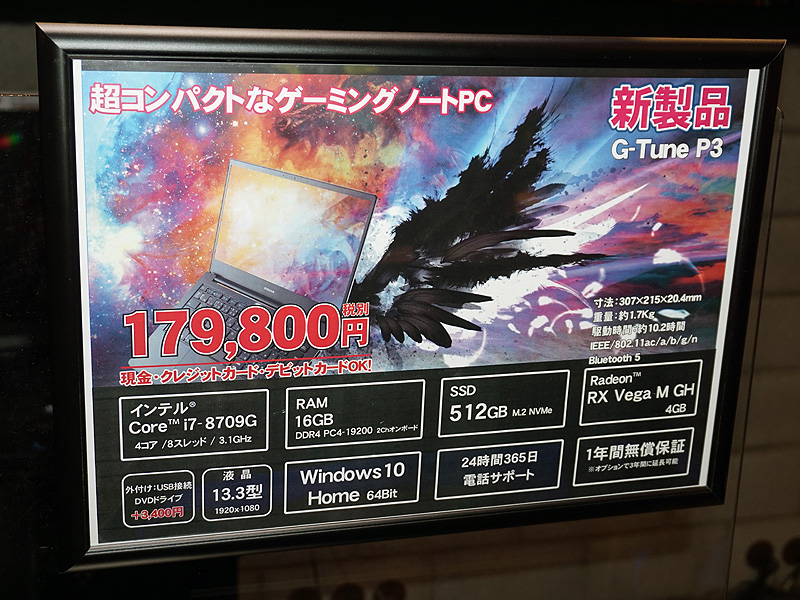 超コンパクトなゲーミングノートPC
新製品
G-Tune P3
179,800円
税別
現金・クレジットカード・デビットカードOK!
寸法：307×215×20.4mm
重量：約1.7Kg
駆動時間：約10.2時間
IEEE/802.11ac/a/b/g/n
Bluetooth 5
インテル®
Core™ i7-8709G
4コア /8スレッド / 3.1GHz
RAM
16GB
DDR4 PC4-19200 2Chオンボード
SSD
512GB M.2 NVMe
Radeon™
RX Vega M GH
4GB
外付け：USB接続
DVDドライブ
+3,400円
液晶
13.3型
1920x1080
Windows 10
Home 64Bit
24時間365日
電話サポート
1年間無償保証
※オプションで3年間に延長可能